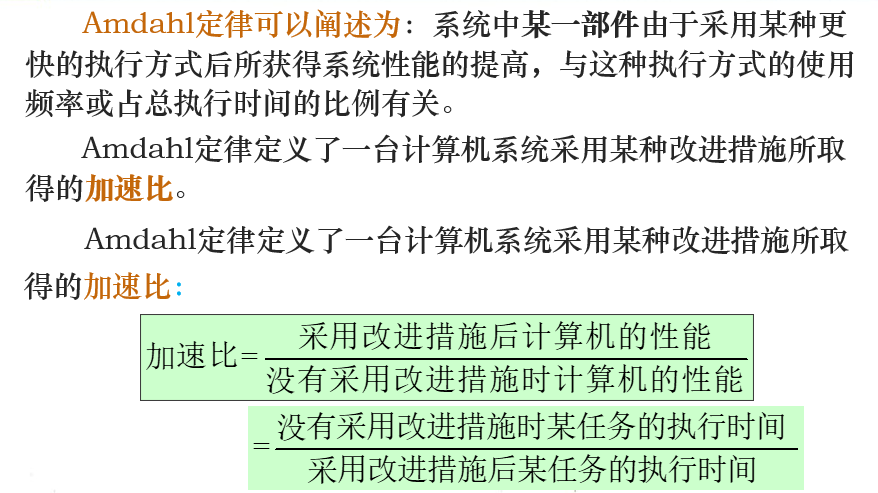 Amdahl定律可以阐述为：系统中某一部件由于采用某种更
快的执行方式后所获得系统性能的提高，与这种执行方式的使用
频率或占总执行时间的比例有关。
Amdahl定律定义了一台计算机系统采用某种改进措施所取
得的加速比。
Amdahl定律定义了一台计算机系统采用某种改进措施所取
得的加速比：
采用改进措施后计算机的性能
加速比=
没有采用改进措施时计算机的性能
没有采用改进措施时某任务的执行时间
=
采用改进措施后某任务的执行时间